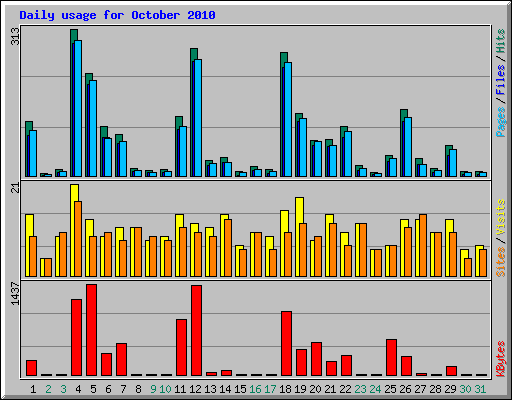 Daily usage for October 2010
313
Pages / Files / Hits
21
Sites / Visits
1437
KBytes
1 2 3 4 5 6 7 8 9 10 11 12 13 14 15 16 17 18 19 20 21 22 23 24 25 26 27 28 29 30 31